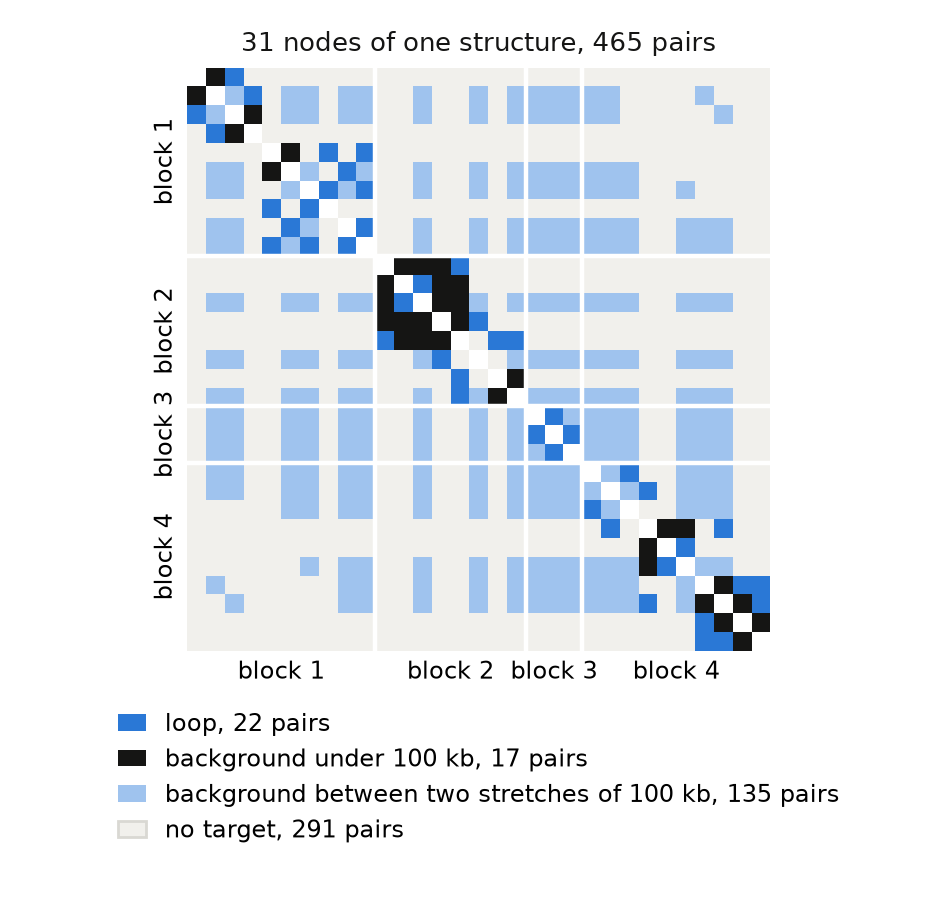 31 nodes of one structure, 465 pairs
block 1
block 2
block 3
block 4
block 1 block 2 block 3 block 4
loop, 22 pairs
background under 100 kb, 17 pairs
background between two stretches of 100 kb, 135 pairs
no target, 291 pairs